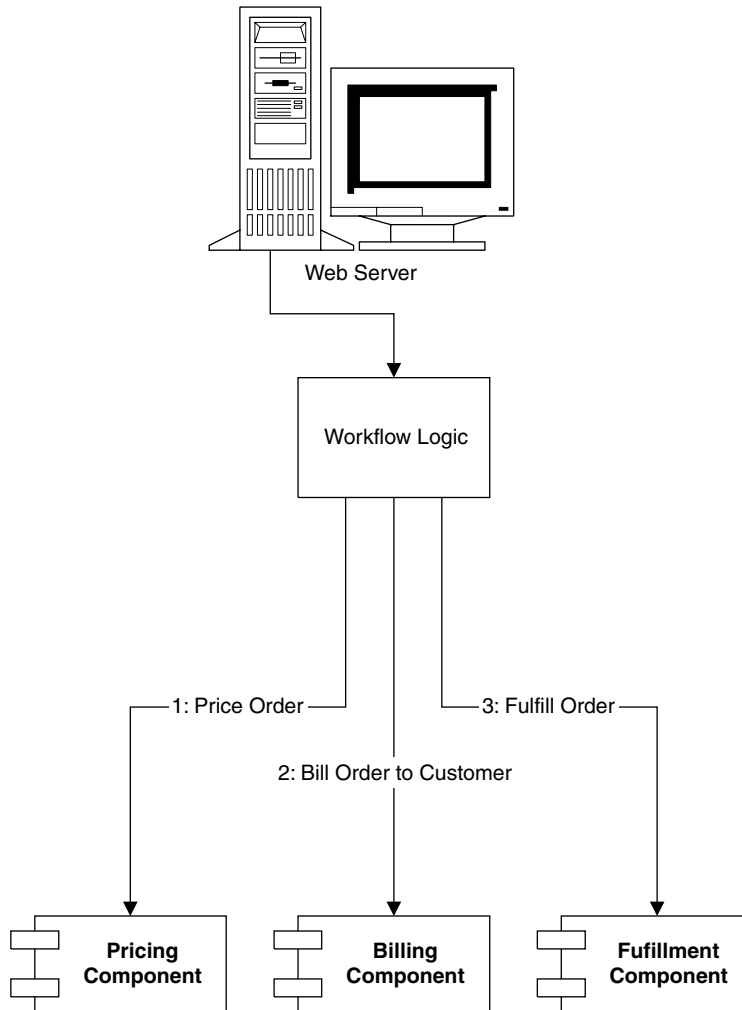 Web Server
Workflow Logic
1: Price Order
3: Fulfill Order
2: Bill Order to Customer
Pricing
Component
Billing
Component
Fufillment
Component